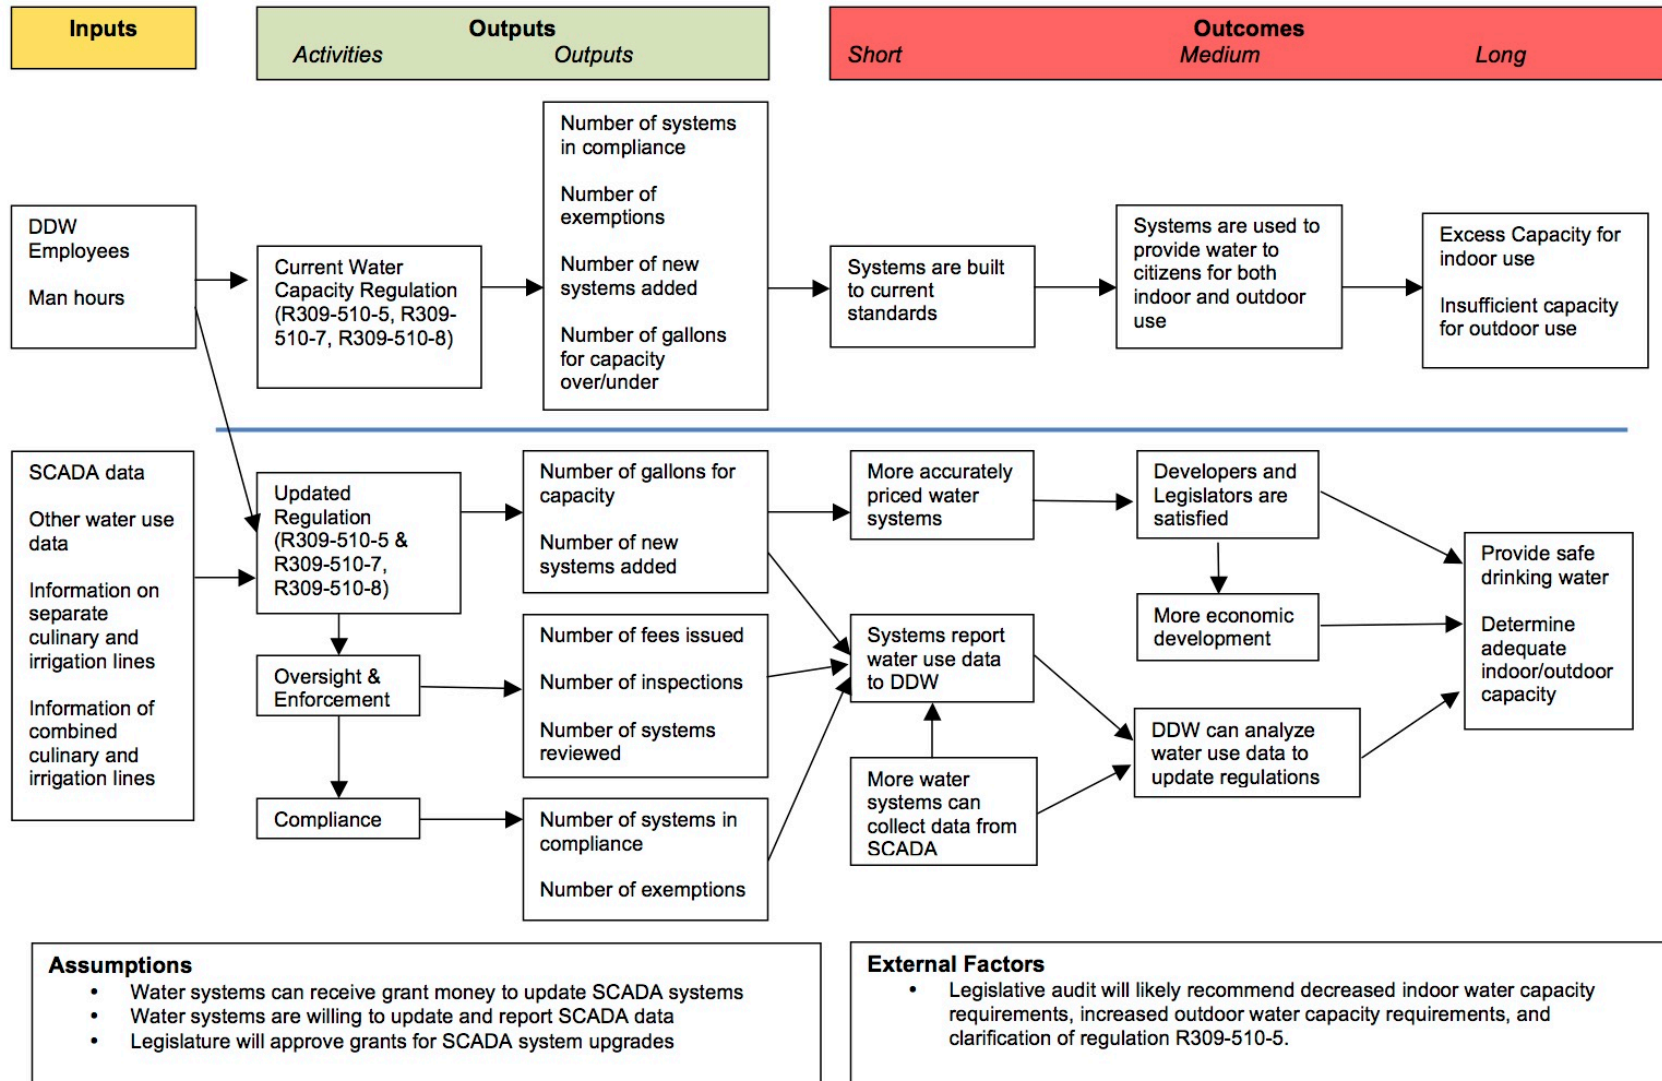 Inputs
Outputs
Activities
Outputs
Outcomes
Short
Medium
Long
DDW
Employees
Man hours
Current Water
Capacity Regulation
(R309-510-5, R309-
510-7, R309-510-8)
Number of systems
in compliance
Number of
exemptions
Number of new
systems added
Number of gallons
for capacity
over/under
Systems are built
to current
standards
Systems are used to
provide water to
citizens for both
indoor and outdoor
use
Excess Capacity for
indoor use
Insufficient capacity
for outdoor use
SCADA data
Other water use
data
Information on
separate
culinary and
irrigation lines
Information of
combined
culinary and
irrigation lines
Updated
Regulation
(R309-510-5 &
R309-510-7,
R309-510-8)
Oversight &
Enforcement
Compliance
Number of gallons for
capacity
Number of new
systems added
Number of fees issued
Number of inspections
Number of systems
reviewed
Number of systems in
compliance
Number of exemptions
More accurately
priced water
systems
Systems report
water use data
to DDW
More water
systems can
collect data from
SCADA
Developers and
Legislators are
satisfied
More economic
development
DDW can analyze
water use data to
update regulations
Provide safe
drinking water
Determine
adequate
indoor/outdoor
capacity
Assumptions
• Water systems can receive grant money to update SCADA systems
• Water systems are willing to update and report SCADA data
• Legislature will approve grants for SCADA system upgrades
External Factors
• Legislative audit will likely recommend decreased indoor water capacity
requirements, increased outdoor water capacity requirements, and
clarification of regulation R309-510-5.